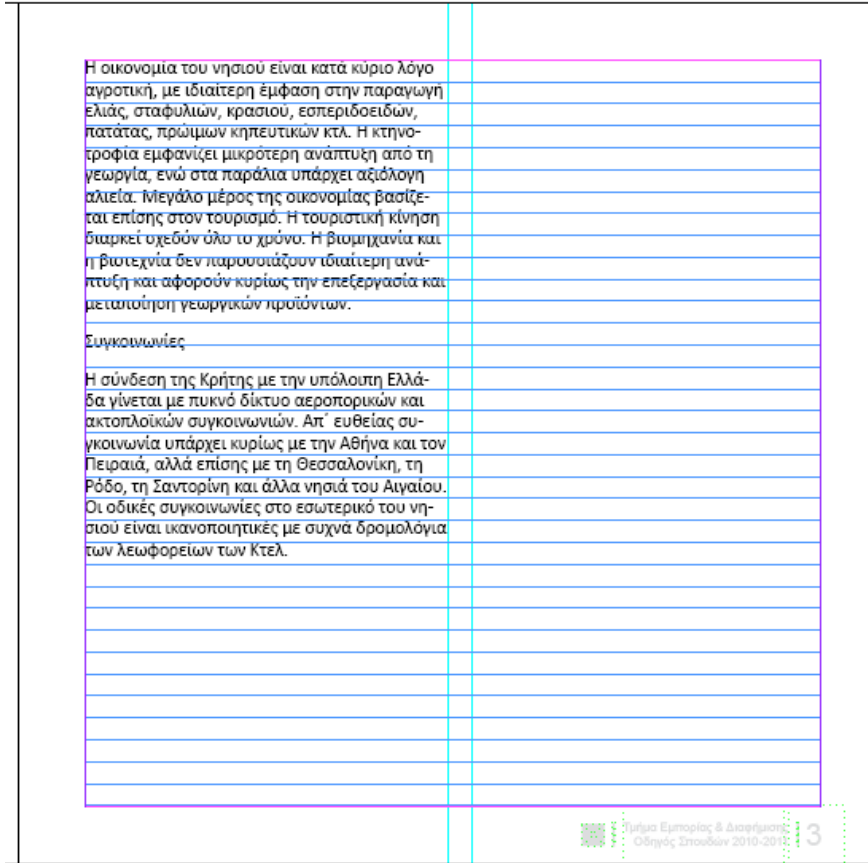 Η οικονομία του νησιού είναι κατά κύριο λόγο
αγροτική, με ιδιαίτερη έμφαση στην παραγωγή
ελιάς, σταφυλιών, κρασιού, εσπεριδοειδών,
πατάτας, πρώιμων κηπευτικών κτλ. Η κτηνο-
τροφία εμφανίζει μικρότερη ανάπτυξη από τη
γεωργία, ενώ στα παράλια υπάρχει αξιόλογη
αλιεία. Μεγάλο μέρος της οικονομίας βασίζε-
ται επίσης στον τουρισμό. Η τουριστική κίνηση
διαρκεί σχεδόν όλο το χρόνο. Η βιομηχανία και
η βιοτεχνία δεν παρουσιάζουν ιδιαίτερη ανά-
πτυξη και αφορούν κυρίως την επεξεργασία και
μεταποίηση γεωργικών προϊόντων.
Συγκοινωνίες
Η σύνδεση της Κρήτης με την υπόλοιπη Ελλά-
δα γίνεται με πυκνό δίκτυο αεροπορικών και
ακτοπλοϊκών συγκοινωνιών. Απ΄ ευθείας συ-
γκοινωνία υπάρχει κυρίως με την Αθήνα και τον
Πειραιά, αλλά επίσης με τη Θεσσαλονίκη, τη
Ρόδο, τη Σαντορίνη και άλλα νησιά του Αιγαίου.
Οι οδικές συγκοινωνίες στο εσωτερικό του νη-
σιού είναι ικανοποιητικές με συχνά δρομολόγια
των λεωφορείων των Κτελ.
Τμήμα Εμπορίας & Διαφήμισης
Οδηγός Σπουδών 2010-2011
3